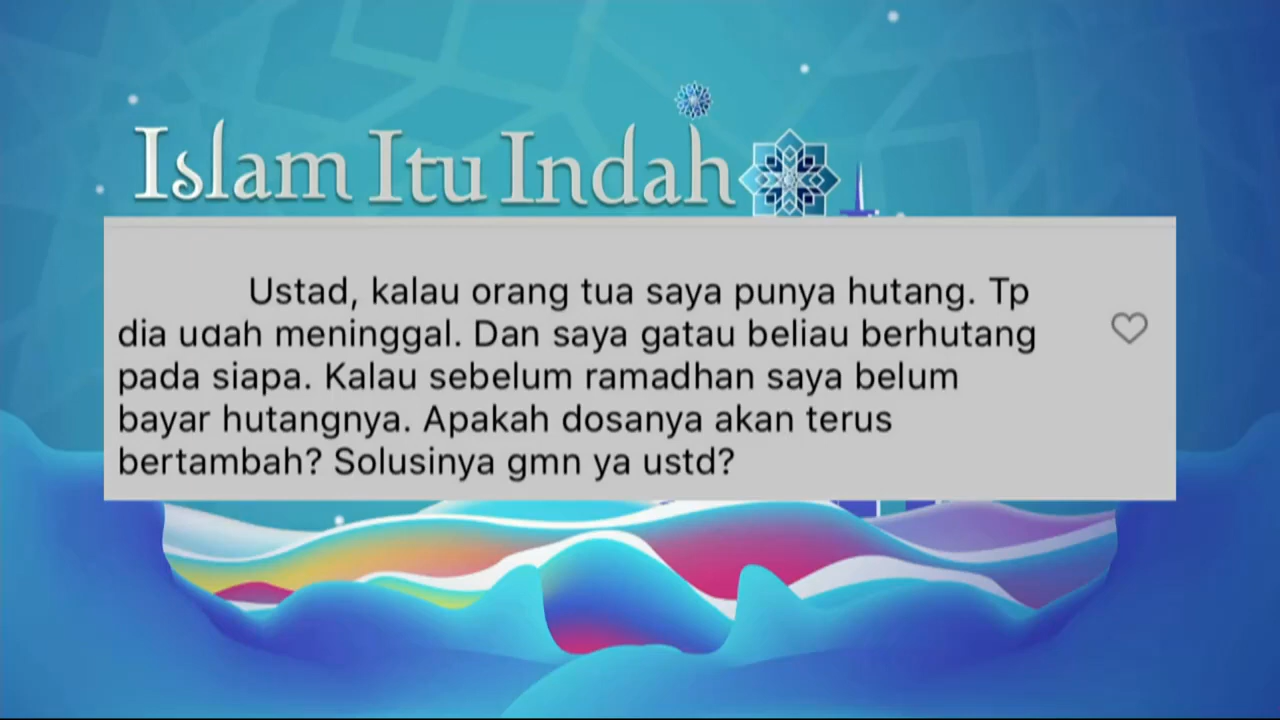 Islam Itu Indah
Ustad, kalau orang tua saya punya hutang. Tp
dia udah meninggal. Dan saya gatau beliau berhutang
pada siapa. Kalau sebelum ramadhan saya belum
bayar hutangnya. Apakah dosanya akan terus
bertambah? Solusinya gmn ya ustd?